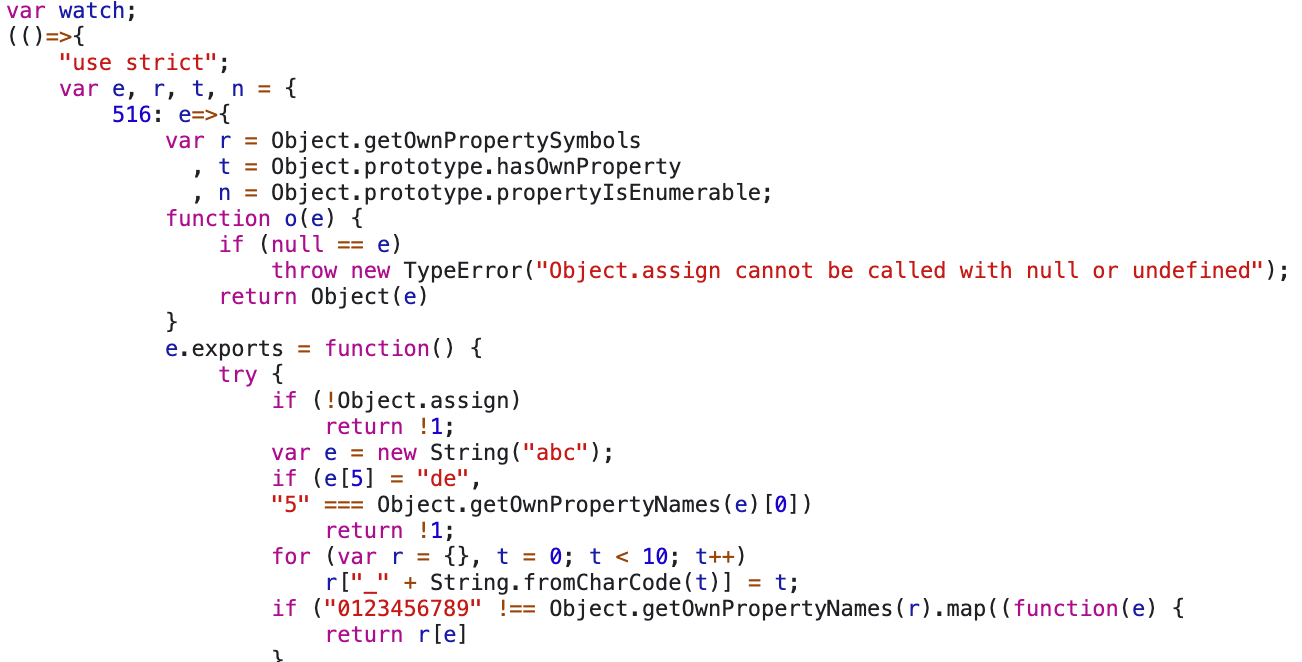 var watch;
(()=>{
    "use strict";
    var e, r, t, n = {
        516: e=>{
            var r = Object.getOwnPropertySymbols
              , t = Object.prototype.hasOwnProperty
              , n = Object.prototype.propertyIsEnumerable;
            function o(e) {
                if (null == e)
                    throw new TypeError("Object.assign cannot be called with null or undefined");
                return Object(e)
            }
            e.exports = function() {
                try {
                    if (!Object.assign)
                        return !1;
                    var e = new String("abc");
                    if (e[5] = "de",
                    "5" === Object.getOwnPropertyNames(e)[0])
                        return !1;
                    for (var r = {}, t = 0; t < 10; t++)
                        r["_" + String.fromCharCode(t)] = t;
                    if ("0123456789" !== Object.getOwnPropertyNames(r).map((function(e) {
                        return r[e]
                    }